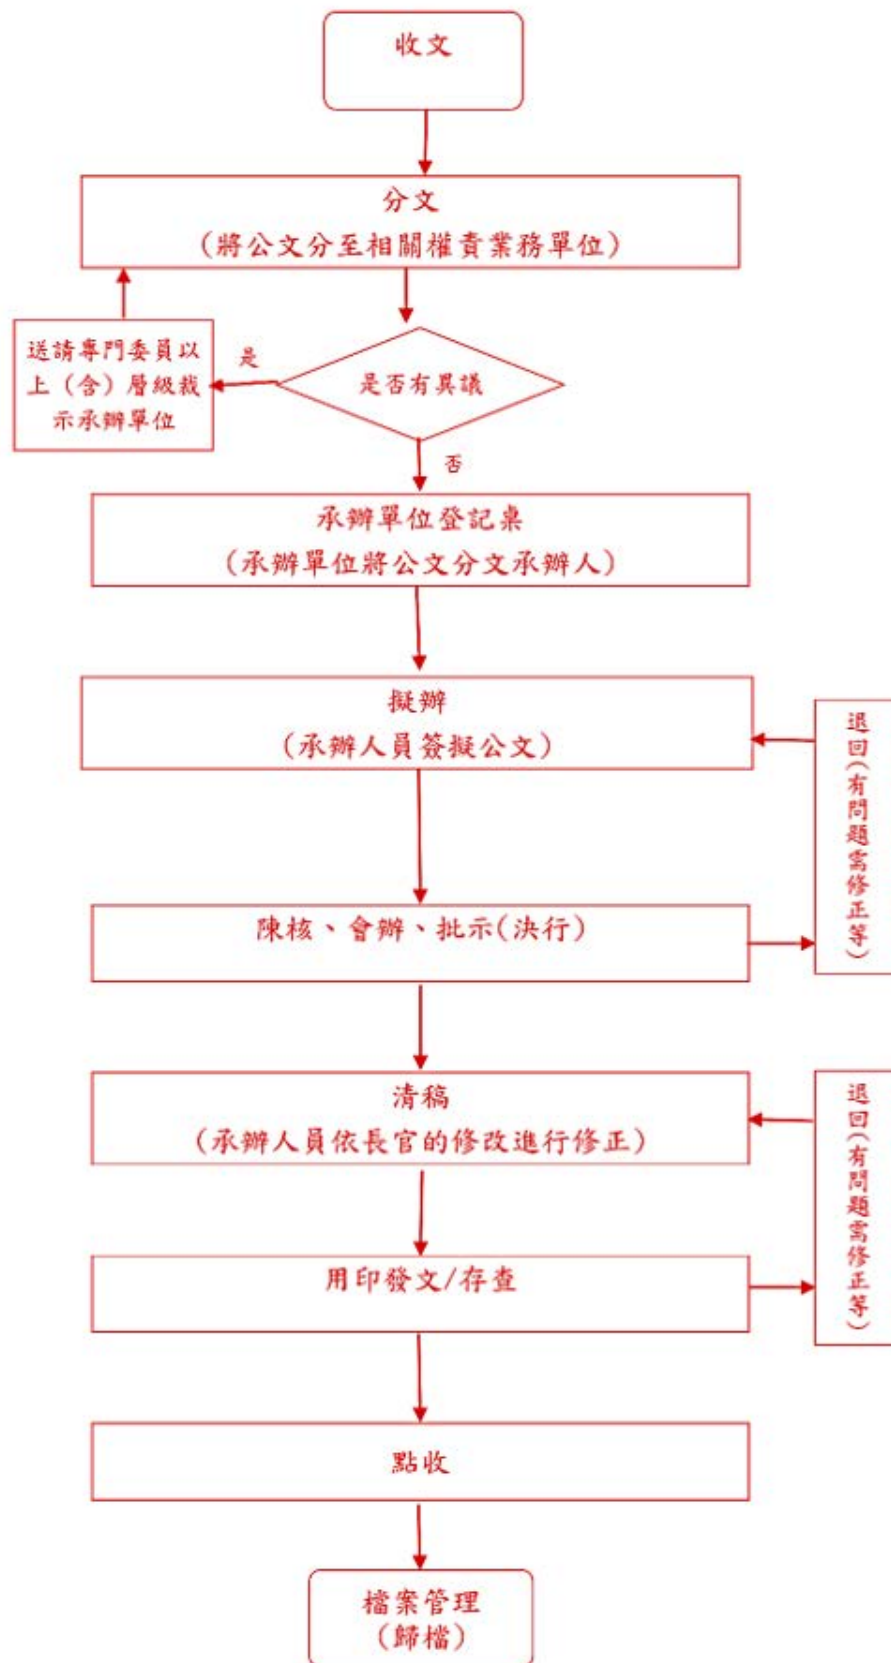 收文
分文
(將公文分至相關權責業務單位)
送請專門委員以
上(含)層級裁
示承辦單位
是
是否有異議
否
承辦單位登記桌
(承辦單位將公文分文承辦人)
擬辦
(承辦人員簽擬公文)
退回(有問題需修正等)
陳核、會辦、批示(決行)
清稿
(承辦人員依長官的修改進行修正)
退回(有問題需修正等)
用印發文/存查
點收
檔案管理
(歸檔)